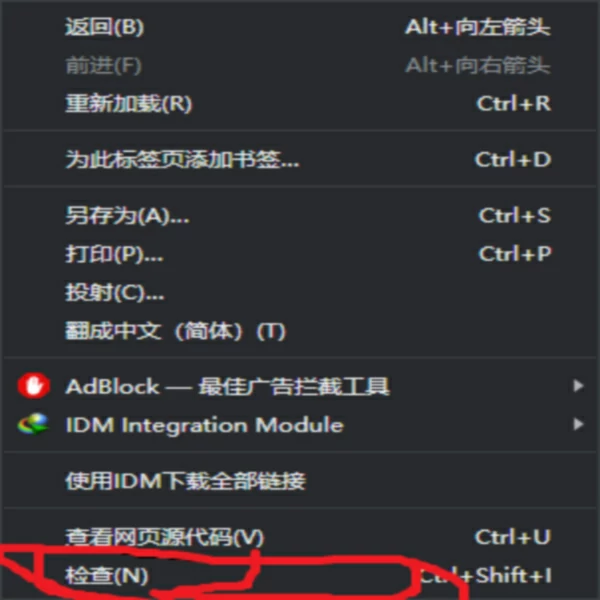 返回(B) Alt+向左箭头
前进(F) Alt+向右箭头
重新加载(R) Ctrl+R
为此标签页添加书签... Ctrl+D
另存为(A)... Ctrl+S
打印(P)... Ctrl+P
投射(C)...
翻成中文（简体）(T)
AdBlock — 最佳广告拦截工具
IDM Integration Module
使用IDM下载全部链接
查看网页源代码(V) Ctrl+U
检查(N) Ctrl+Shift+I